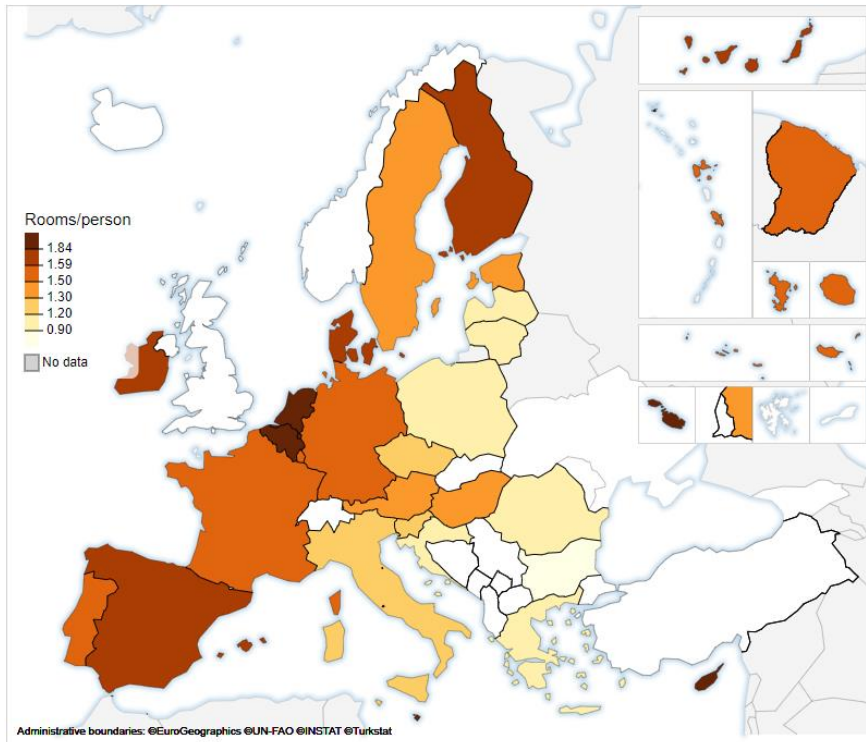 Rooms/person
1.84
1.59
1.50
1.30
1.20
0.90
No data
Administrative boundaries: ©EuroGeographics ©UN-FAO ©INSTAT ©Turkstat